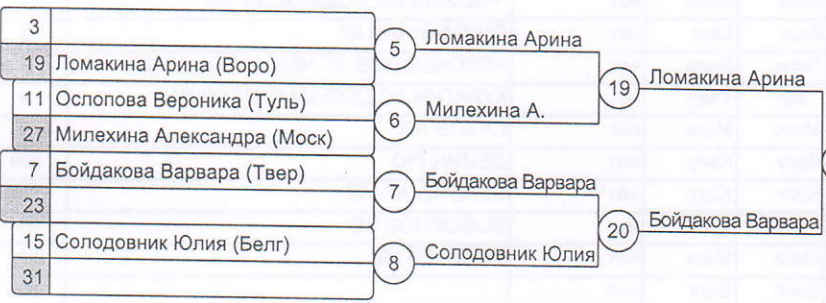 3
19 Ломакина Арина (Воро)
11 Ослопова Вероника (Туль)
27 Милехина Александра (Моск)
7 Бойдакова Варвара (Твер)
23
15 Солодовник Юлия (Белг)
31
5 Ломакина Арина
6 Милехина А.
7 Бойдакова Варвара
8 Солодовник Юлия
19 Ломакина Арина
20 Бойдакова Варвара